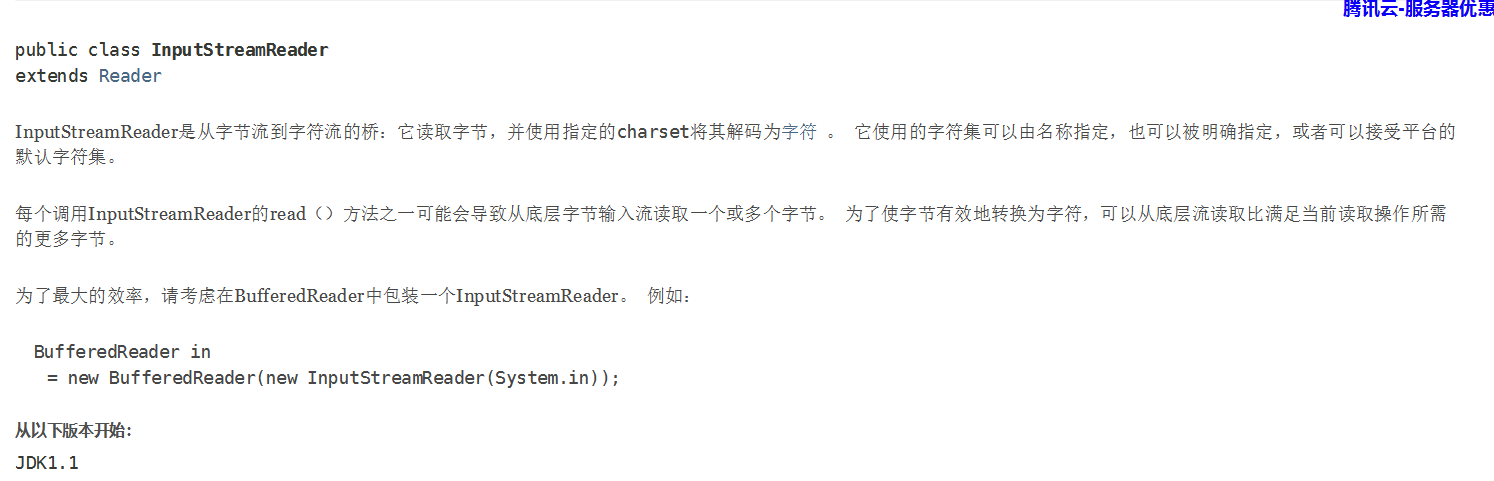 腾讯云-服务器优惠
public class InputStreamReader
extends Reader
InputStreamReader是从字节流到字符流的桥：它读取字节，并使用指定的charset将其解码为字符 。 它使用的字符集可以由名称指定，也可以被明确指定，或者可以接受平台的
默认字符集。
每个调用InputStreamReader的read（）方法之一可能会导致从底层字节输入流读取一个或多个字节。 为了使字节有效地转换为字符，可以从底层流读取比满足当前读取操作所需
的更多字节。
为了最大的效率，请考虑在BufferedReader中包装一个InputStreamReader。 例如：
BufferedReader in
= new BufferedReader(new InputStreamReader(System.in));
从以下版本开始：
JDK1.1